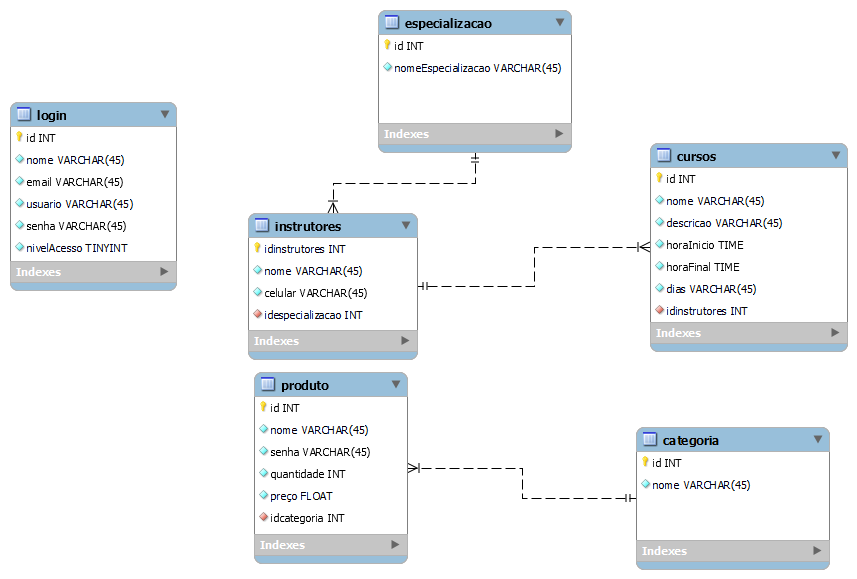 especializacao
id INT
nomeEspecializacao VARCHAR(45)
Indexes
login
id INT
nome VARCHAR(45)
email VARCHAR(45)
usuario VARCHAR(45)
senha VARCHAR(45)
nivelAcesso TINYINT
Indexes
cursos
id INT
nome VARCHAR(45)
descricao VARCHAR(45)
horaInicio TIME
horaFinal TIME
dias VARCHAR(45)
idinstrutores INT
Indexes
instrutores
idinstrutores INT
nome VARCHAR(45)
celular VARCHAR(45)
idespecializacao INT
Indexes
produto
id INT
nome VARCHAR(45)
senha VARCHAR(45)
quantidade INT
preço FLOAT
idcategoria INT
Indexes
categoria
id INT
nome VARCHAR(45)
Indexes